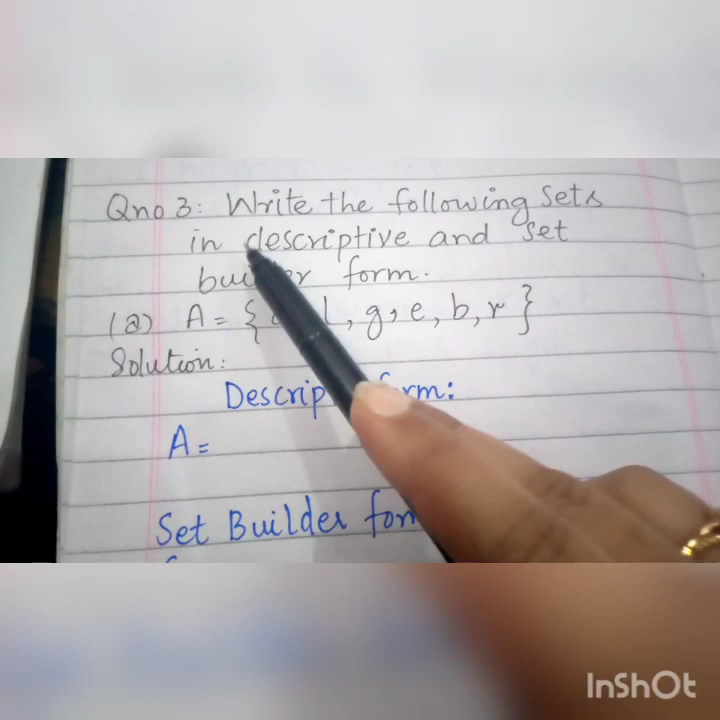 Qno 3: Write the following sets
in descriptive and set
form.
(a) A = { L, g, e, b, r }
Solution:
form:
A =
Set Builder
InShOt